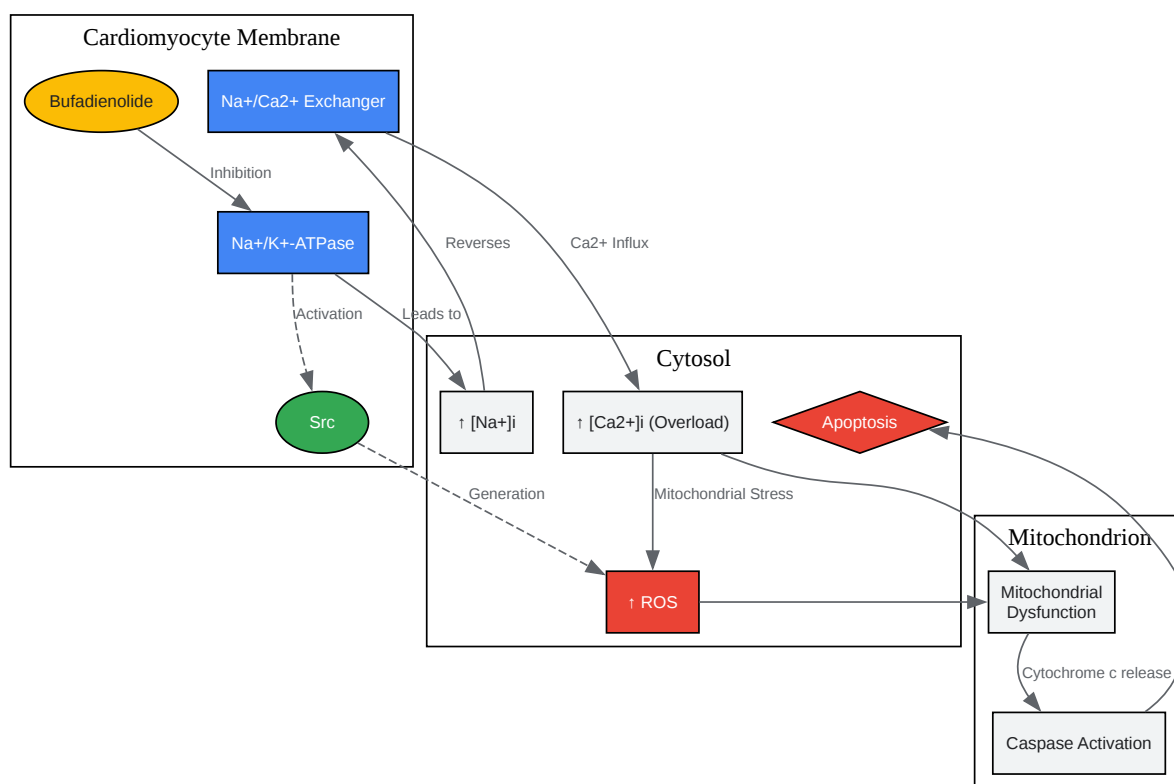 Cardiomyocyte Membrane
Bufadienolide
Na+/Ca2+ Exchanger
Inhibition
Na+/K+-ATPase
Reverses
Ca2+ Influx
Activation
Leads to
Cytosol
Src
↑ [Na+]i
↑ [Ca2+]i (Overload)
Apoptosis
Generation
Mitochondrial Stress
Mitochondrion
↑ ROS
Mitochondrial
Dysfunction
Cytochrome c release
Caspase Activation